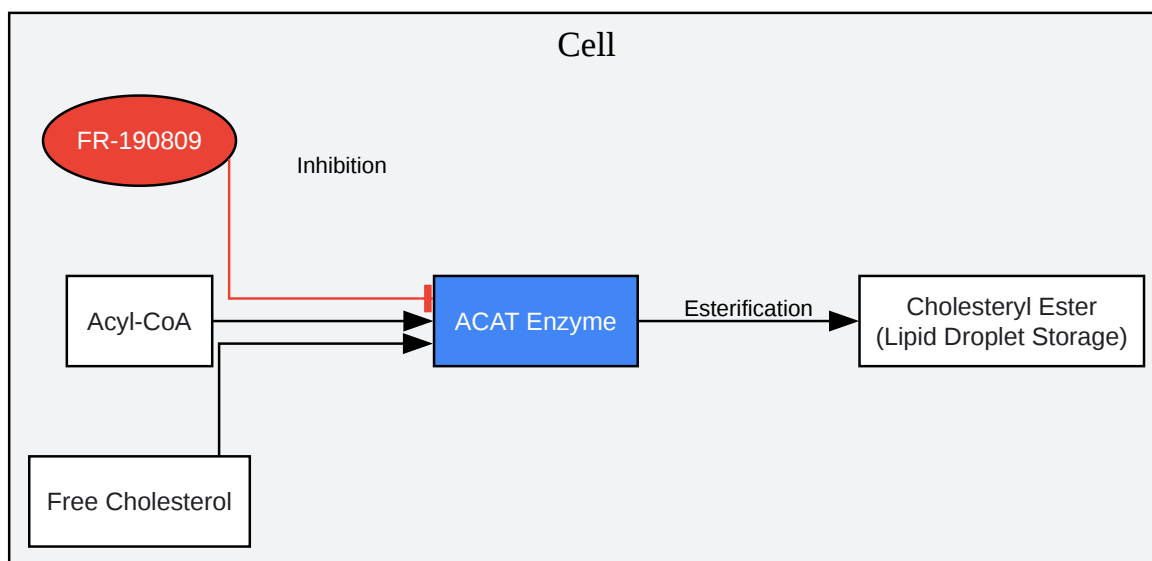 Cell
FR-190809
Inhibition
Acyl-CoA
ACAT Enzyme
Esterification
Cholesteryl Ester
(Lipid Droplet Storage)
Free Cholesterol